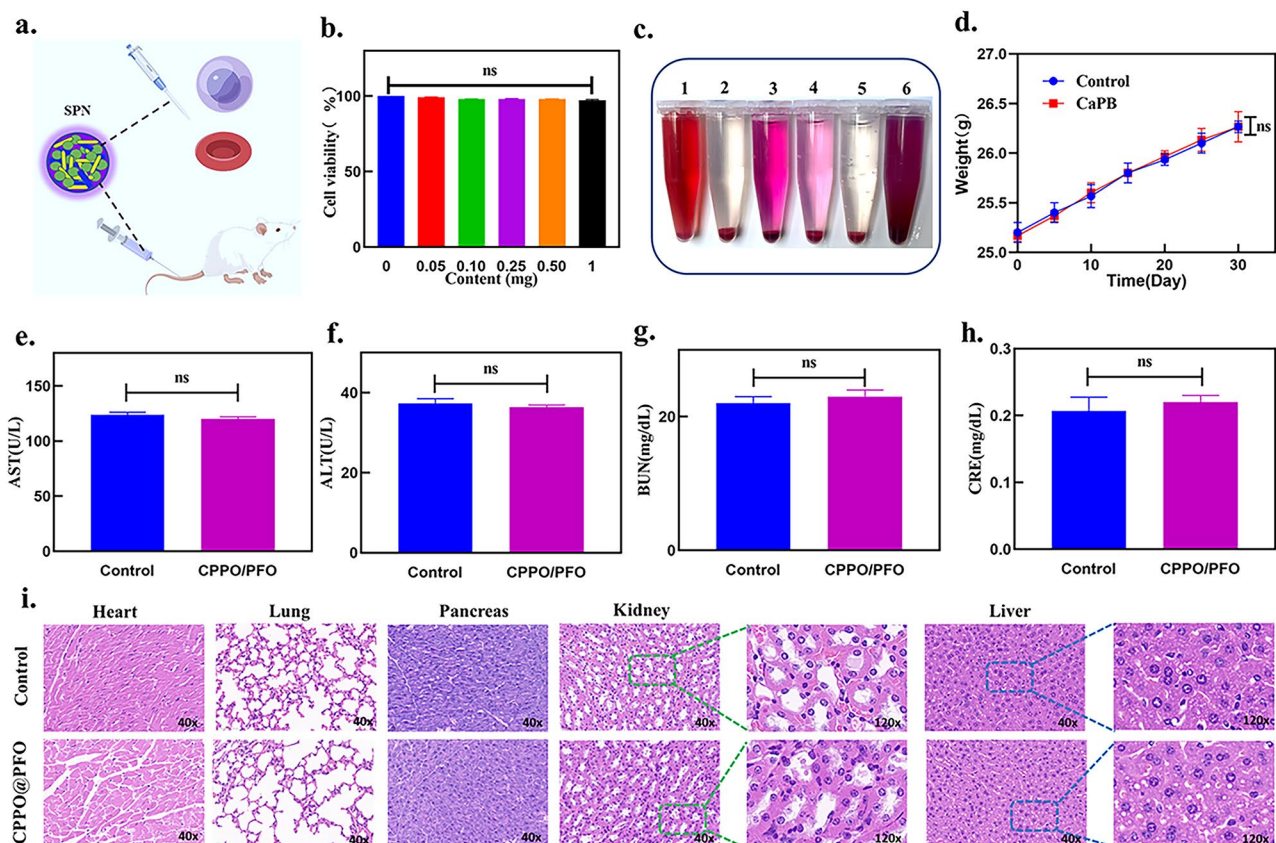 a.
SPN
b.
ns
Cell viability( %)
100
50
0
0 0.05 0.10 0.25 0.50 1
Content (mg)
c.
1 2 3 4 5 6
d.
Weight(g)
27.0
26.5
26.0
25.5
25.0
Control
CaPB
ns
0 10 20 30
Time(Day)
e.
AST(U/L)
150
100
50
0
ns
Control CPPO/PFO
f.
ALT(U/L)
40
20
0
ns
Control CPPO/PFO
g.
BUN(mg/dL)
20
0
ns
Control CPPO/PFO
h.
CRE(mg/dL)
0.3
0.2
0.1
0.0
ns
Control CPPO/PFO
i.
Heart Lung Pancreas Kidney Liver
Control
40x 40x 40x 40x 120x 40x 120x
CPPO@PFO
40x 40x 40x 40x 120x 40x 120x